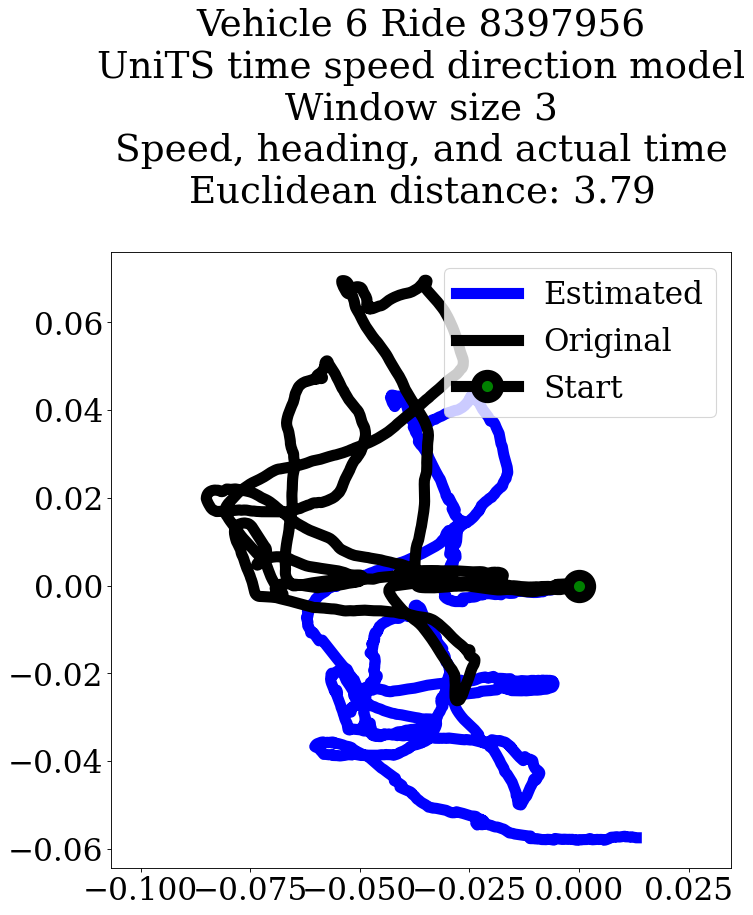 Vehicle 6 Ride 8397956
UniTS time speed direction model
Window size 3
Speed, heading, and actual time
Euclidean distance: 3.79
Estimated
Original
Start
0.06
0.04
0.02
0.00
−0.02
−0.04
−0.06
−0.100 −0.075 −0.050 −0.025 0.000 0.025